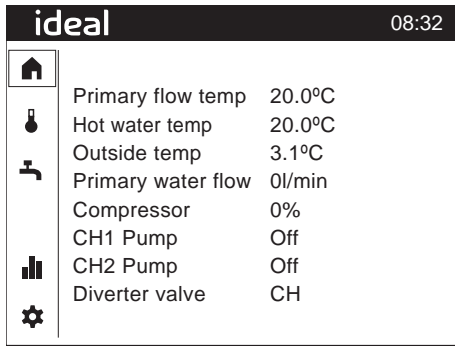 ideal 08:32
Primary flow temp 20.0ºC
Hot water temp 20.0ºC
Outside temp 3.1ºC
Primary water flow 0l/min
Compressor 0%
CH1 Pump Off
CH2 Pump Off
Diverter valve CH